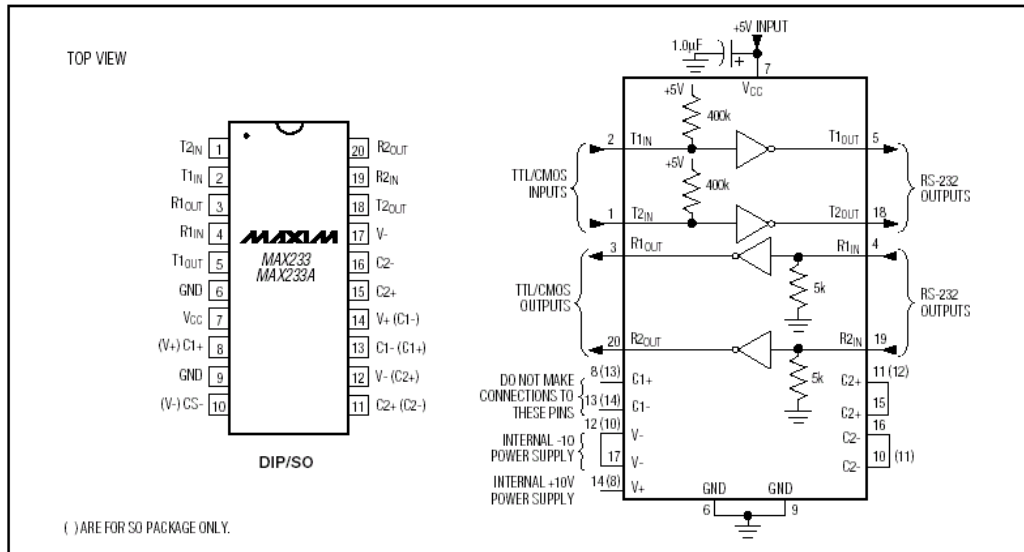 TOP VIEW
T2IN 1
T1IN 2
R1OUT 3
R1IN 4
T1OUT 5
GND 6
VCC 7
(V+) C1+ 8
GND 9
(V-) CS- 10
20 R2OUT
19 R2IN
18 T2OUT
17 V-
16 C2-
15 C2+
14 V+ (C1-)
13 C1- (C1+)
12 V- (C2+)
11 C2+ (C2-)
MAXIM
MAX233
MAX233A
DIP/SO
( ) ARE FOR SO PACKAGE ONLY.
+5V INPUT
1.0µF
+
7
VCC
+5V
400k
2 T1IN T1OUT 5
+5V
400k
TTL/CMOS
INPUTS
RS-232
OUTPUTS
1 T2IN T2OUT 18
3 R1OUT R1IN 4
5k
TTL/CMOS
OUTPUTS
RS-232
OUTPUTS
20 R2OUT R2IN 19
5k
DO NOT MAKE
CONNECTIONS TO
THESE PINS
8 (13) C1+
13 (14) C1-
INTERNAL -10
POWER SUPPLY
12 (10) V-
17 V-
INTERNAL +10V
POWER SUPPLY
14 (8) V+
C2+ 11 (12)
C2+ 15
C2- 16
C2- 10 (11)
GND GND
6 9